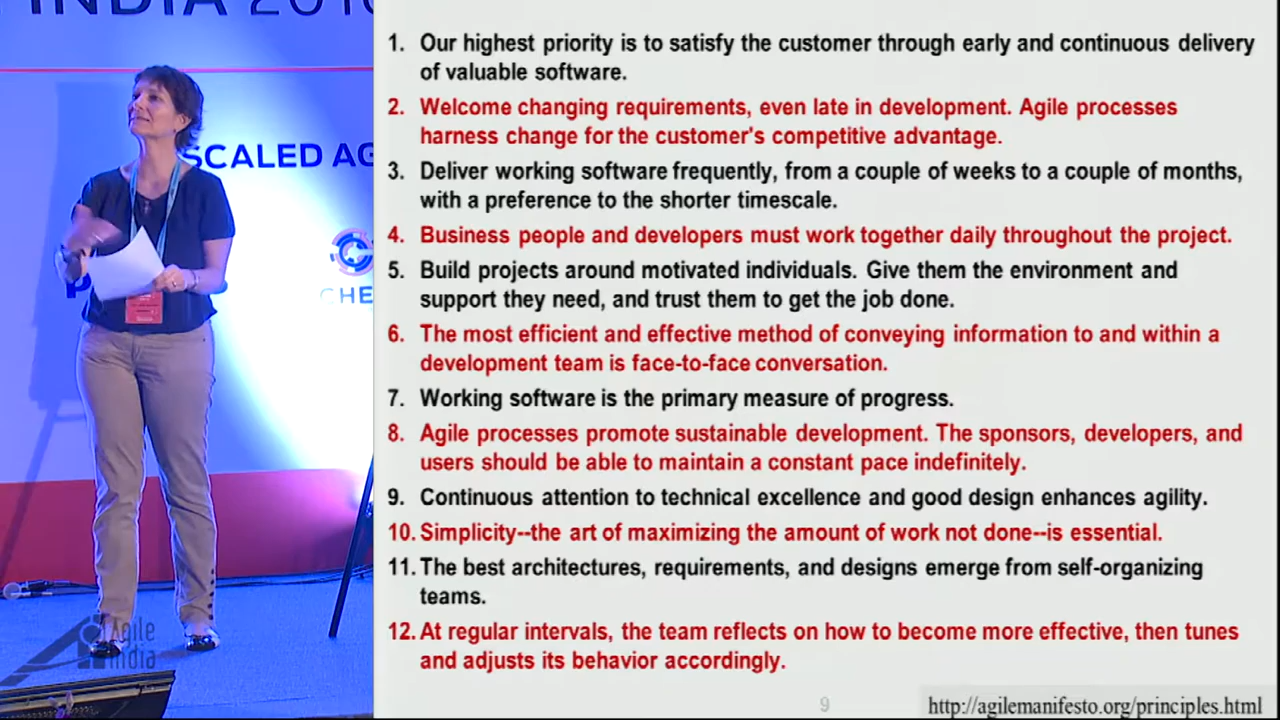 INDIA 2016
SCALED AG
CHE
Agile
India
1. Our highest priority is to satisfy the customer through early and continuous delivery
of valuable software.
2. Welcome changing requirements, even late in development. Agile processes
harness change for the customer's competitive advantage.
3. Deliver working software frequently, from a couple of weeks to a couple of months,
with a preference to the shorter timescale.
4. Business people and developers must work together daily throughout the project.
5. Build projects around motivated individuals. Give them the environment and
support they need, and trust them to get the job done.
6. The most efficient and effective method of conveying information to and within a
development team is face-to-face conversation.
7. Working software is the primary measure of progress.
8. Agile processes promote sustainable development. The sponsors, developers, and
users should be able to maintain a constant pace indefinitely.
9. Continuous attention to technical excellence and good design enhances agility.
10. Simplicity--the art of maximizing the amount of work not done--is essential.
11. The best architectures, requirements, and designs emerge from self-organizing
teams.
12. At regular intervals, the team reflects on how to become more effective, then tunes
and adjusts its behavior accordingly.
9
http://agilemanifesto.org/principles.html